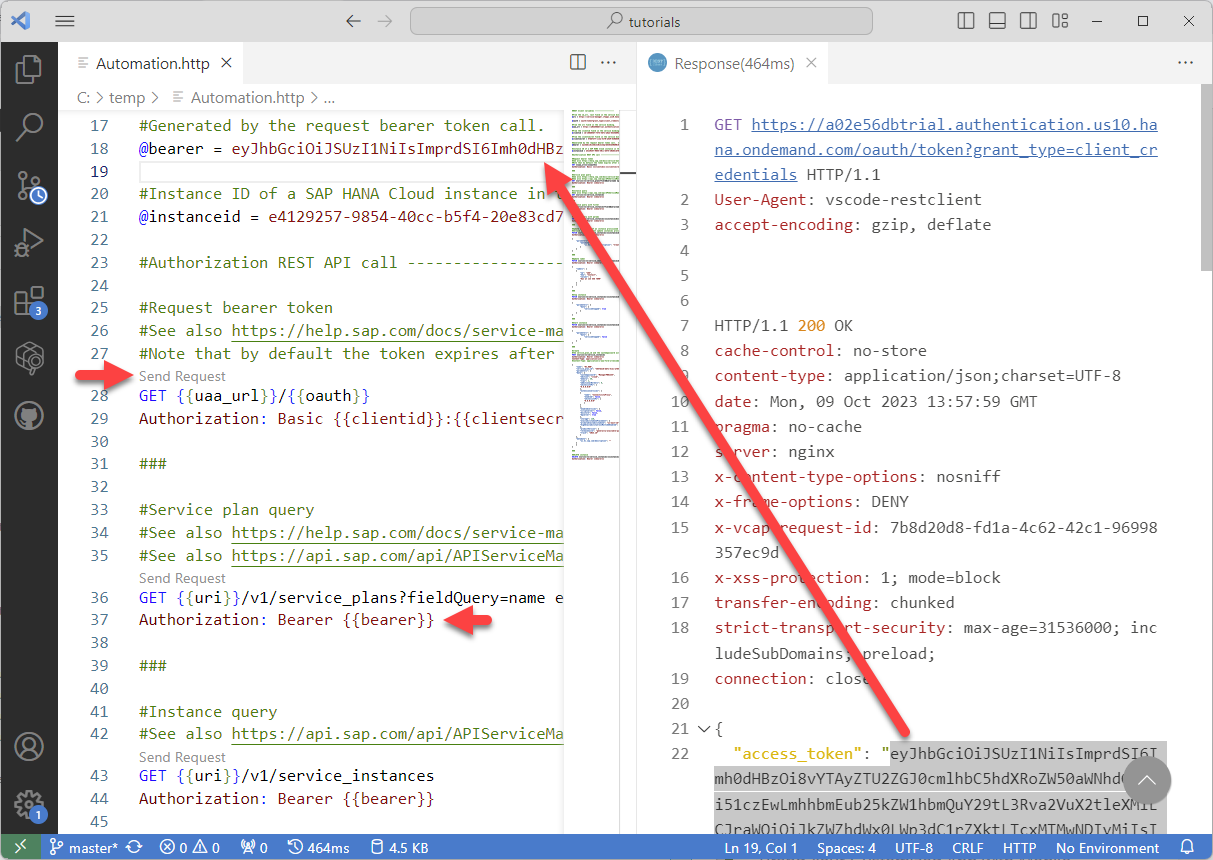 tutorials
Automation.http
Response(464ms)
C: > temp > Automation.http > ...
17 #Generated by the request bearer token call.
18 @bearer = eyJhbGciOiJSUzI1NiIsImprdSI6Imh0dHBz
19
20 #Instance ID of a SAP HANA Cloud instance in
21 @instanceid = e4129257-9854-40cc-b5f4-20e83cd7
22
23 #Authorization REST API call -----------------
24
25 #Request bearer token
26 #See also https://help.sap.com/docs/service-ma
27 #Note that by default the token expires after
Send Request
28 GET {{uaa_url}}/{{oauth}}
29 Authorization: Basic {{clientid}}:{{clientsecr
30
31 ###
32
33 #Service plan query
34 #See also https://help.sap.com/docs/service-ma
35 #See also https://api.sap.com/api/APIServiceMa
Send Request
36 GET {{uri}}/v1/service_plans?fieldQuery=name e
37 Authorization: Bearer {{bearer}}
38
39 ###
40
41 #Instance query
42 #See also https://api.sap.com/api/APIServiceMa
Send Request
43 GET {{uri}}/v1/service_instances
44 Authorization: Bearer {{bearer}}
45
1 GET https://a02e56dbtrial.authentication.us10.ha
na.ondemand.com/oauth/token?grant_type=client_cr
edentials HTTP/1.1
2 User-Agent: vscode-restclient
3 accept-encoding: gzip, deflate
4
5
6
7 HTTP/1.1 200 OK
8 cache-control: no-store
9 content-type: application/json;charset=UTF-8
10 date: Mon, 09 Oct 2023 13:57:59 GMT
11 pragma: no-cache
12 server: nginx
13 x-content-type-options: nosniff
14 x-frame-options: DENY
15 x-vcap-request-id: 7b8d20d8-fd1a-4c62-42c1-96998
357ec9d
16 x-xss-protection: 1; mode=block
17 transfer-encoding: chunked
18 strict-transport-security: max-age=31536000; inc
ludeSubDomains; preload;
19 connection: close
20
21 {
22 "access_token": "eyJhbGciOiJSUzI1NiIsImprdSI6I
3
1
master* 0 0 0 464ms 4.5 KB Ln 19, Col 1 Spaces: 4 UTF-8 CRLF HTTP No Environment